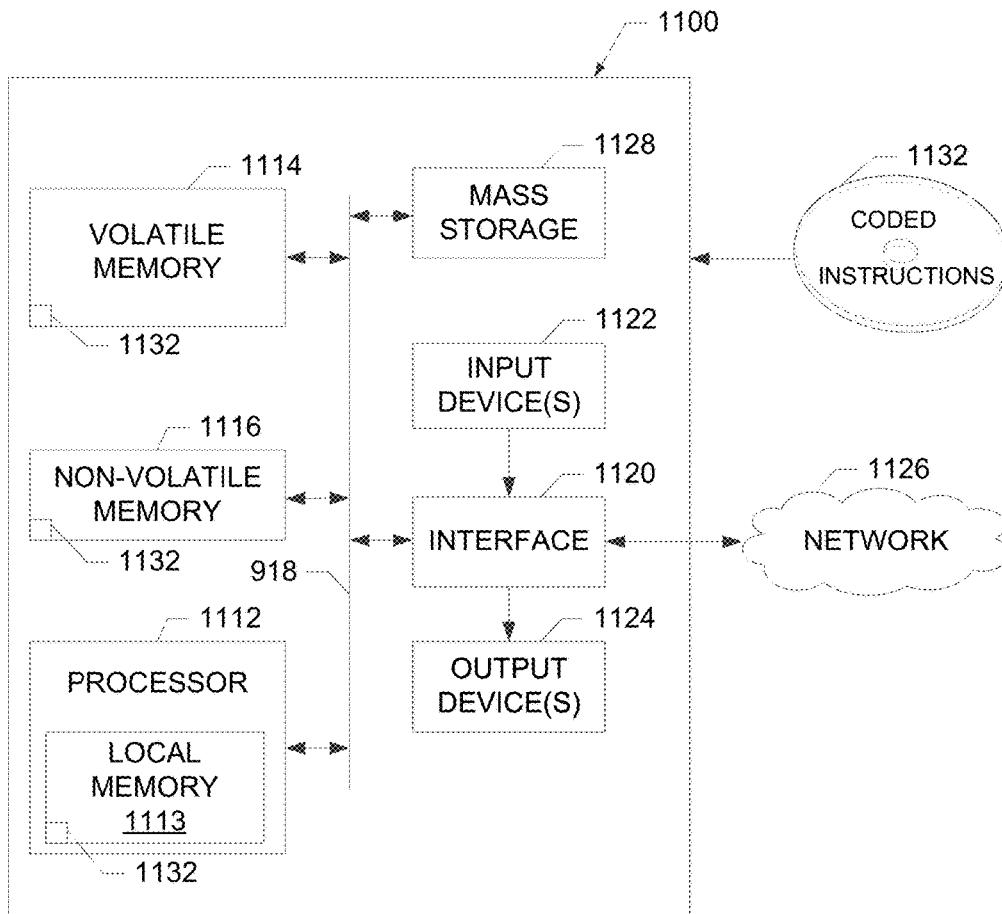 1100
1114
VOLATILE
MEMORY
1132
1128
MASS
STORAGE
1132
CODED
INSTRUCTIONS
1122
INPUT
DEVICE(S)
1116
NON-VOLATILE
MEMORY
1132
1120
INTERFACE
1126
NETWORK
918
1112
PROCESSOR
LOCAL
MEMORY
1113
1132
1124
OUTPUT
DEVICE(S)